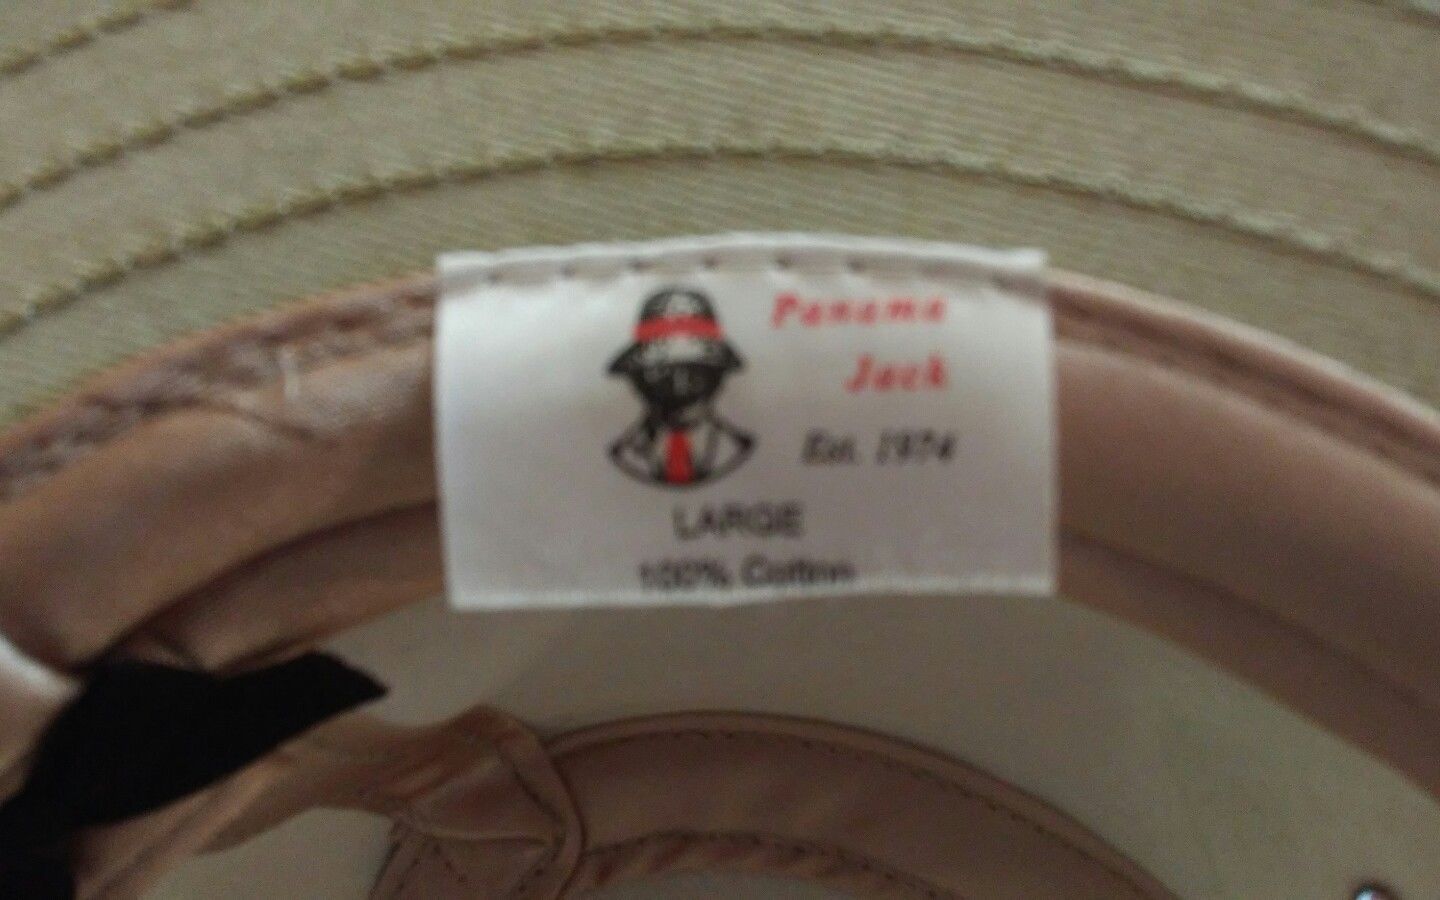 Panama
Jack
Est. 1974
LARGE
100% Cotton